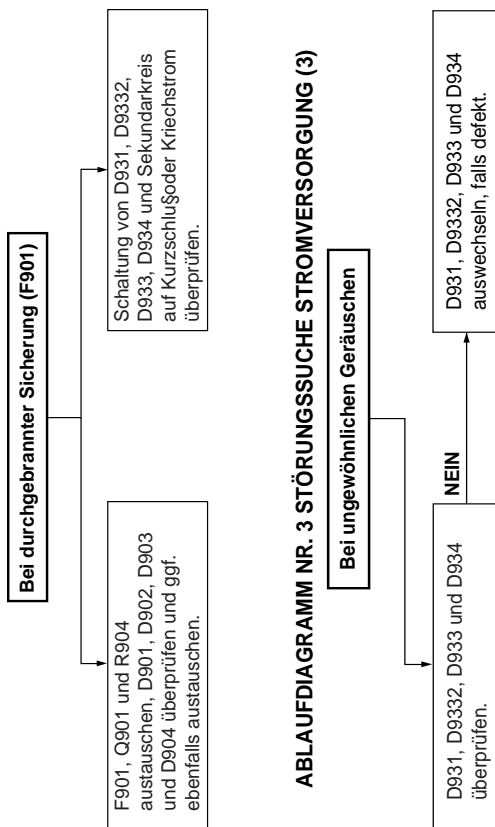 Bei durchgebrannter Sicherung (F901)
F901, Q901 und R904
austauschen, D901, D902, D903
und D904 überprüfen und ggf.
ebenfalls austauschen.
Schaltung von D931, D9332,
D933, D934 und Sekundarkreis
auf Kurzschlu§oder Kriechstrom
überprüfen.
ABLAUFDIAGRAMM NR. 3 STÖRUNGSSUCHE STROMVERSORGUNG (3)
Bei ungewöhnlichen Geräuschen
D931, D9332, D933 und D934
überprüfen.
NEIN
D931, D9332, D933 und D934
auswechseln, falls defekt.